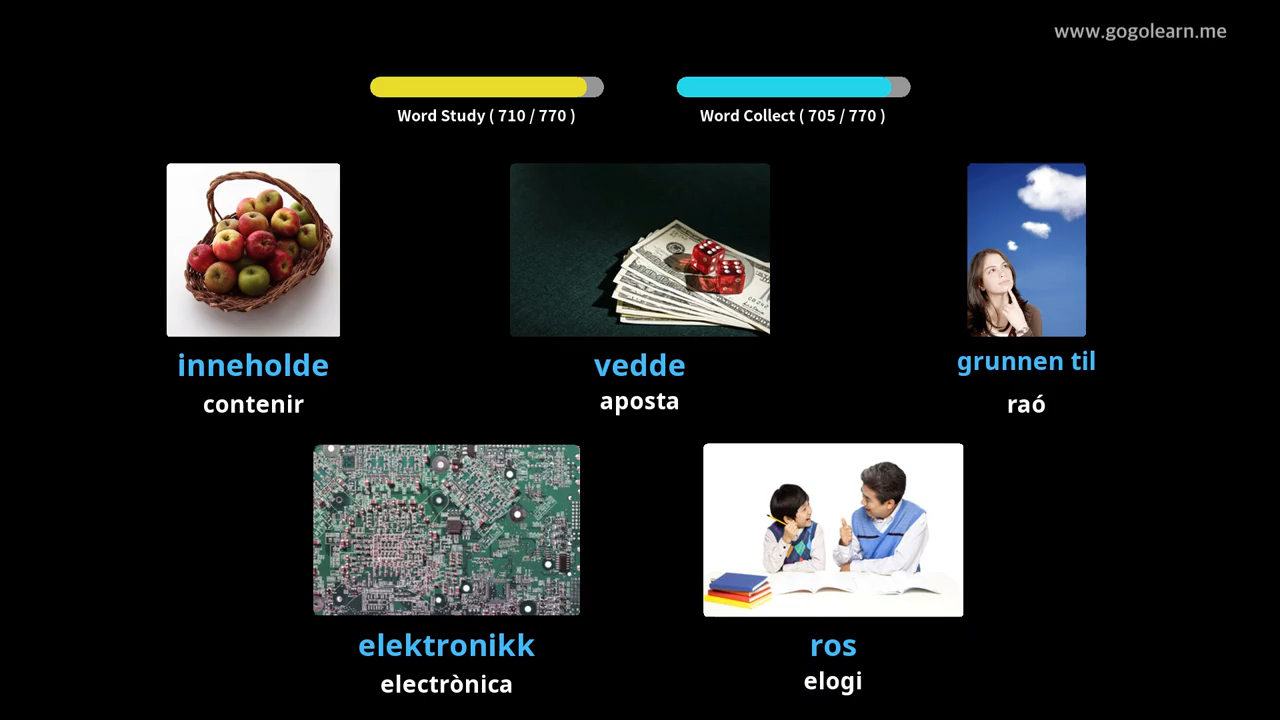 www.gogolearn.me
Word Study ( 710 / 770 )
Word Collect ( 705 / 770 )
inneholde
contenir
vedde
aposta
grunnen til
raó
elektronikk
electrònica
ros
elogi